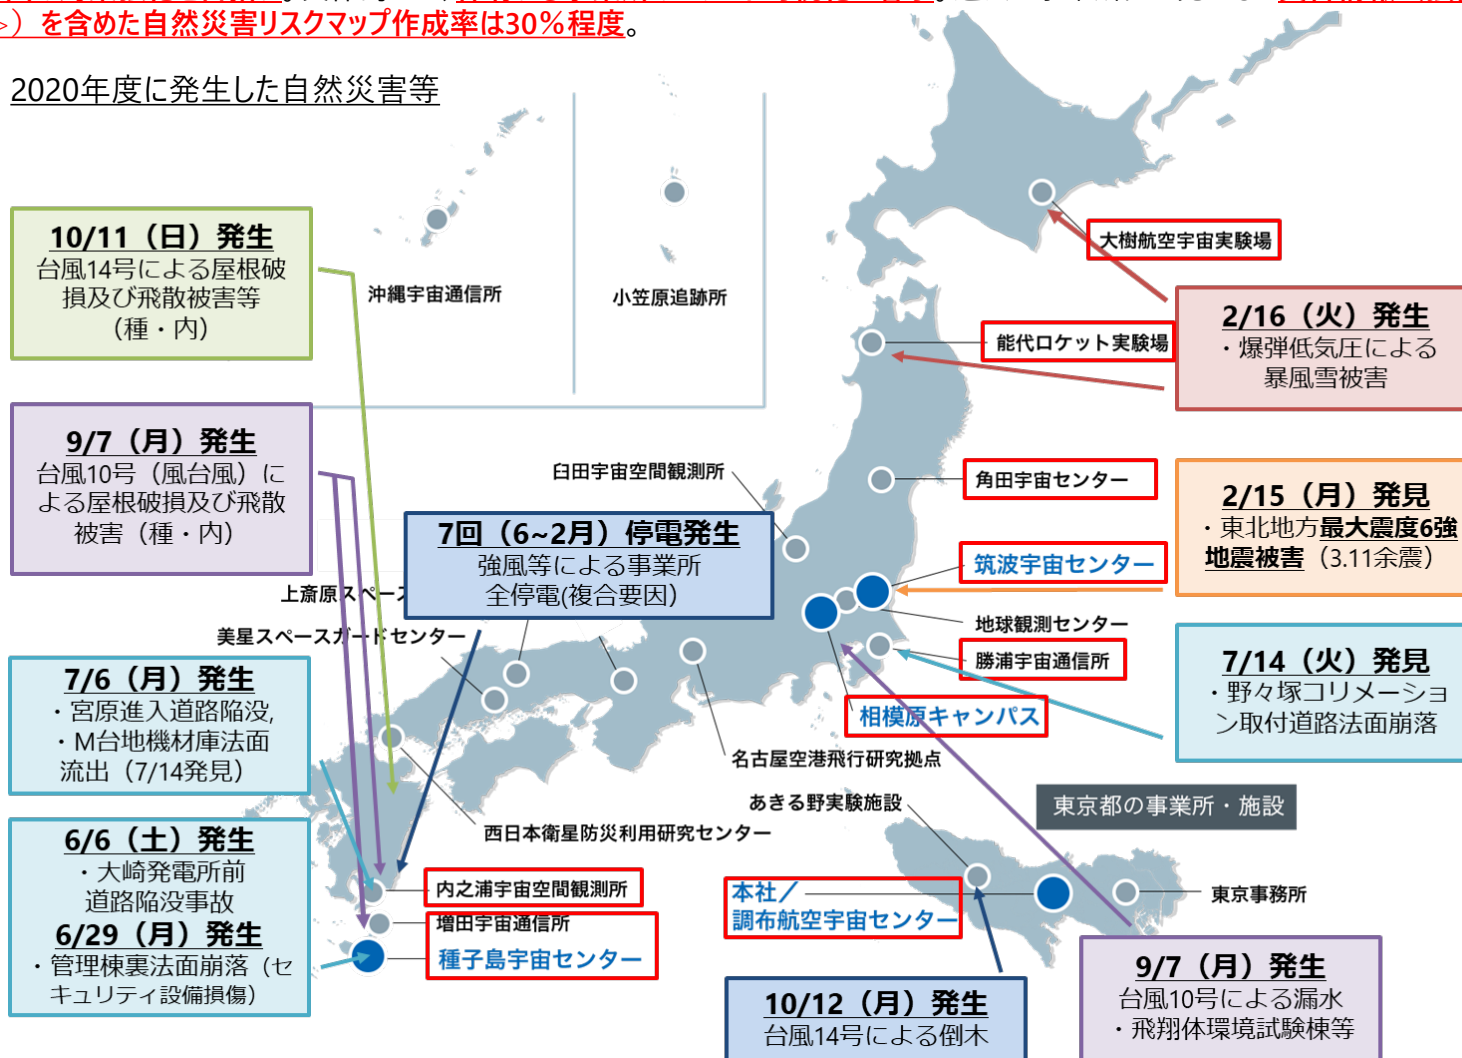 ＞）を含めた自然災害リスクマップ作成率は30%程度。
2020年度に発生した自然災害等
10/11（日）発生
台風14号による屋根破
損及び飛散被害等
（種・内）
沖縄宇宙通信所
小笠原追跡所
大樹航空宇宙実験場
2/16（火）発生
・爆弾低気圧による
暴風雪被害
能代ロケット実験場
9/7（月）発生
台風10号（風台風）に
よる屋根破損及び飛散
被害（種・内）
臼田宇宙空間観測所
角田宇宙センター
2/15（月）発見
・東北地方最大震度6強
地震被害（3.11余震）
7回（6~2月）停電発生
強風等による事業所
全停電(複合要因）
筑波宇宙センター
上斎原スペース
美星スペースガードセンター
地球観測センター
勝浦宇宙通信所
7/14（火）発見
・野々塚コリメーショ
ン取付道路法面崩落
7/6（月）発生
・宮原進入道路陥没,
・M台地機材庫法面
流出（7/14発見）
相模原キャンパス
名古屋空港飛行研究拠点
あきる野実験施設
東京都の事業所・施設
西日本衛星防災利用研究センター
6/6（土）発生
・大崎発電所前
道路陥没事故
6/29（月）発生
・管理棟裏法面崩落（セ
キュリティ設備損傷）
内之浦宇宙空間観測所
増田宇宙通信所
種子島宇宙センター
本社／
調布航空宇宙センター
東京事務所
10/12（月）発生
台風14号による倒木
9/7（月）発生
台風10号による漏水
・飛翔体環境試験棟等